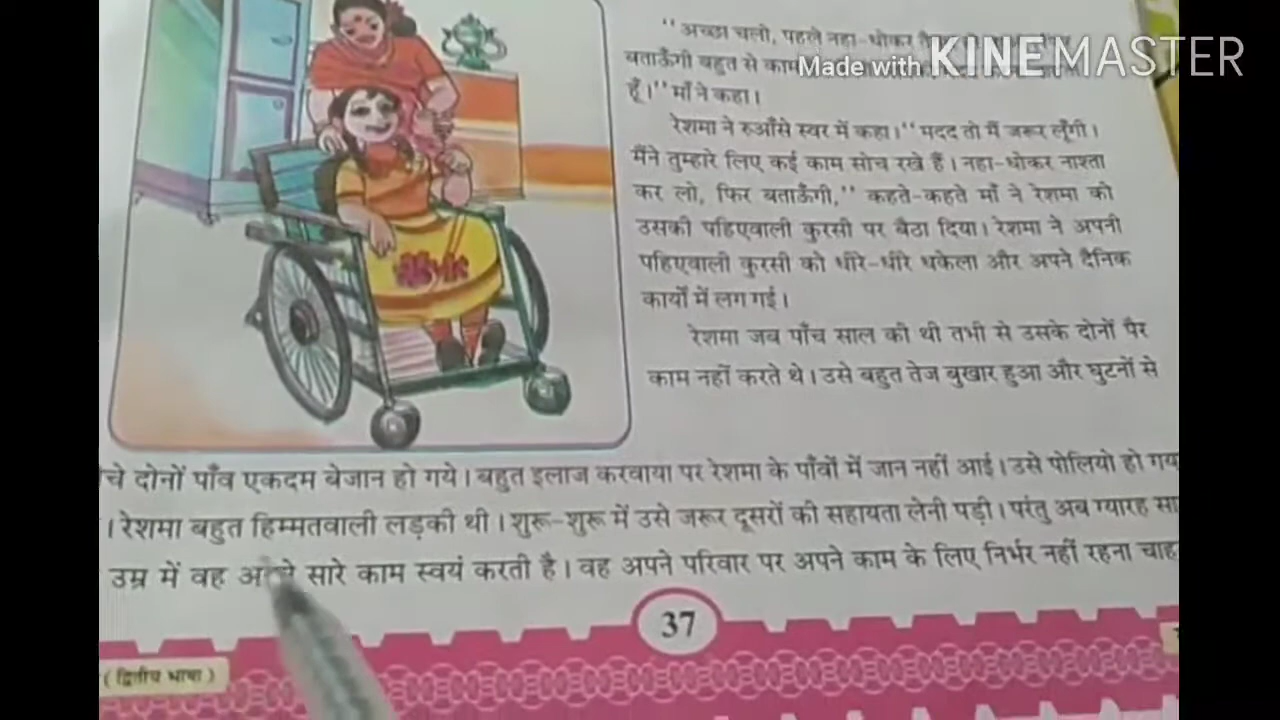 “अच्छा चलो, पहले नहा-धोकर
Made with KINEMASTER
बताऊँगी बहुत से काम
हूँ।” माँ ने कहा।
रेशमा ने रुआँसे स्वर में कहा। “मदद तो मैं जरूर लूँगी।
मैंने तुम्हारे लिए कई काम सोच रखे हैं। नहा-धोकर नाश्ता
कर लो, फिर बताऊँगी,” कहते-कहते माँ ने रेशमा को
उसकी पहिएवाली कुरसी पर बैठा दिया। रेशमा ने अपनी
पहिएवाली कुरसी को धीरे-धीरे धकेला और अपने दैनिक
कार्यों में लग गई।
रेशमा जब पाँच साल की थी तभी से उसके दोनों पैर
काम नहीं करते थे। उसे बहुत तेज बुखार हुआ और घुटनों से
चे दोनों पाँव एकदम बेजान हो गये। बहुत इलाज करवाया पर रेशमा के पाँवों में जान नहीं आई। उसे पोलियो हो गय
। रेशमा बहुत हिम्मतवाली लड़की थी। शुरू-शुरू में उसे जरूर दूसरों की सहायता लेनी पड़ी। परंतु अब ग्यारह सा
उम्र में वह सारे काम स्वयं करती है। वह अपने परिवार पर अपने काम के लिए निर्भर नहीं रहना चाह
37
(द्वितीय भाषा)